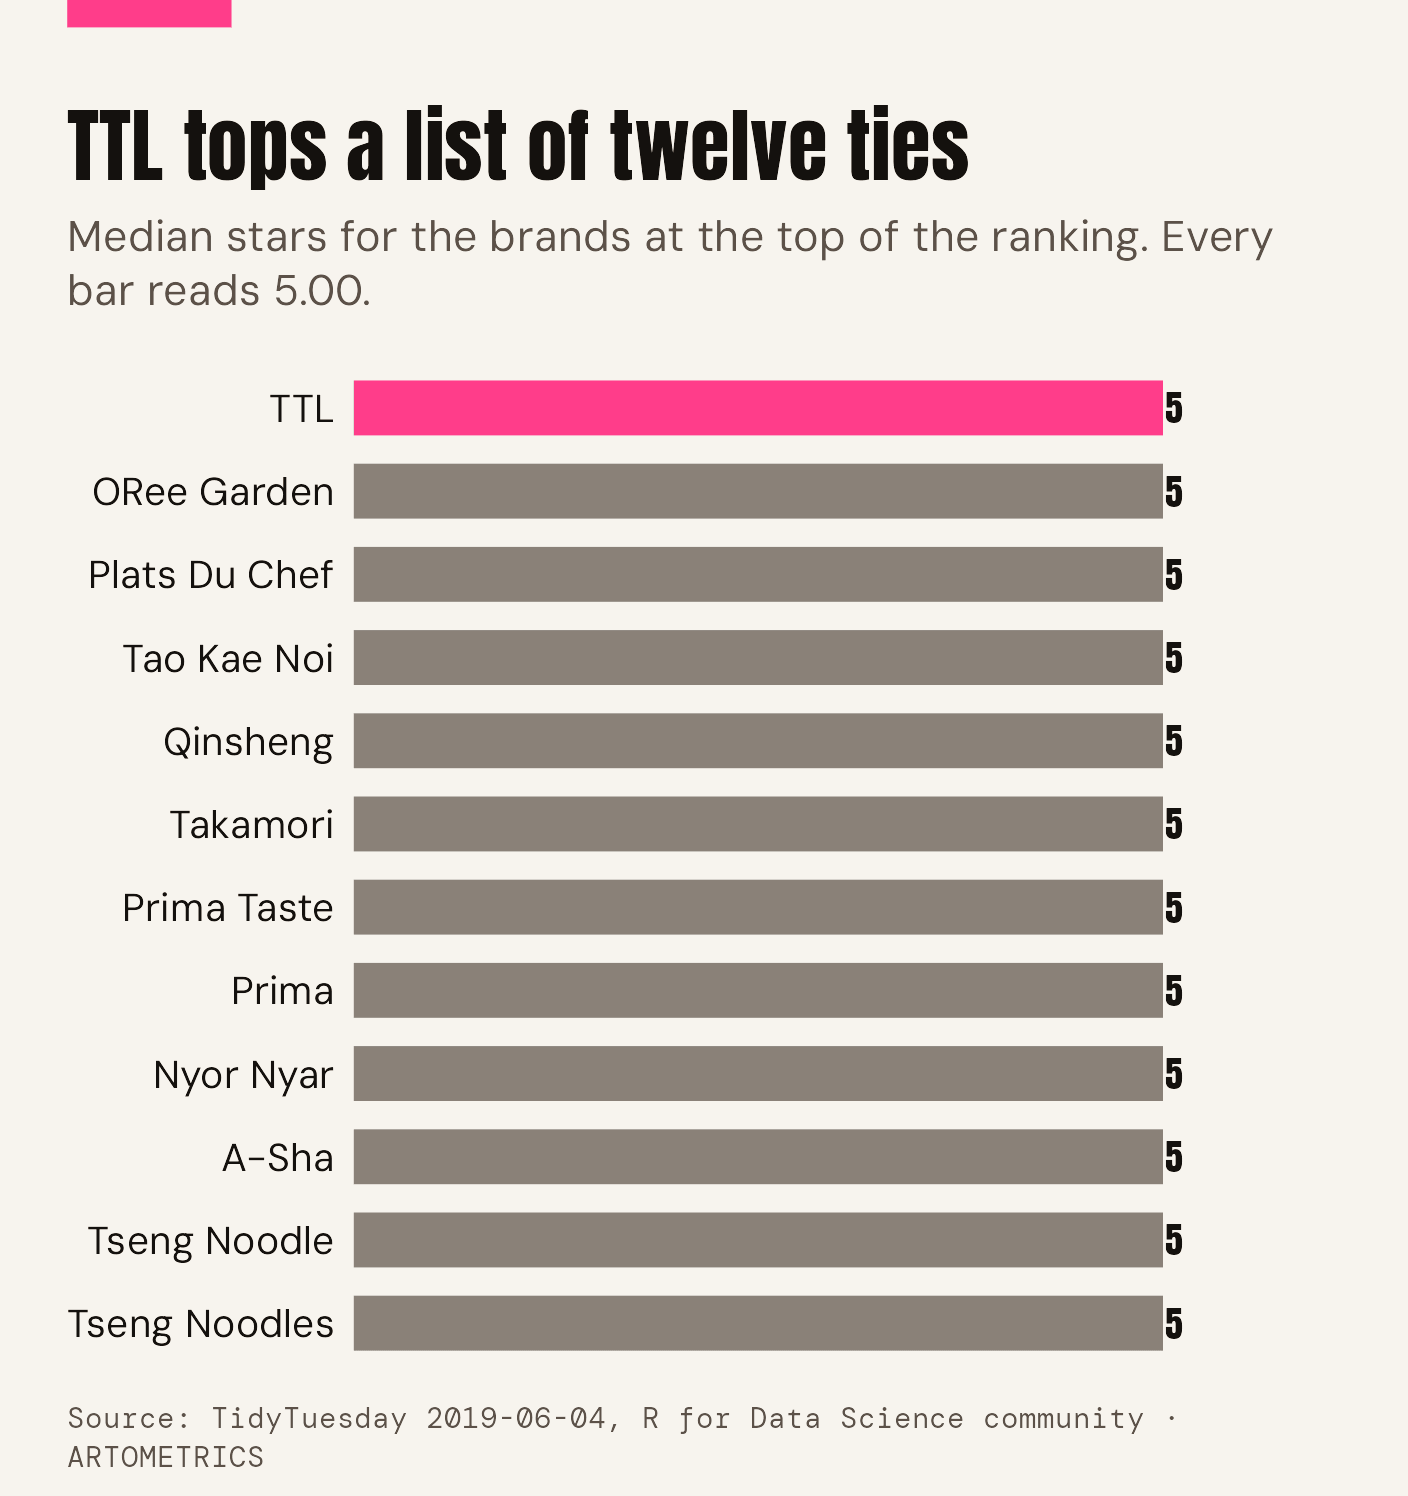 TTL tops a list of twelve ties
Median stars for the brands at the top of the ranking. Every
bar reads 5.00.
TTL 5
ORee Garden 5
Plats Du Chef 5
Tao Kae Noi 5
Qinsheng 5
Takamori 5
Prima Taste 5
Prima 5
Nyor Nyar 5
A-Sha 5
Tseng Noodle 5
Tseng Noodles 5
Source: TidyTuesday 2019-06-04, R for Data Science community ·
ARTOMETRICS